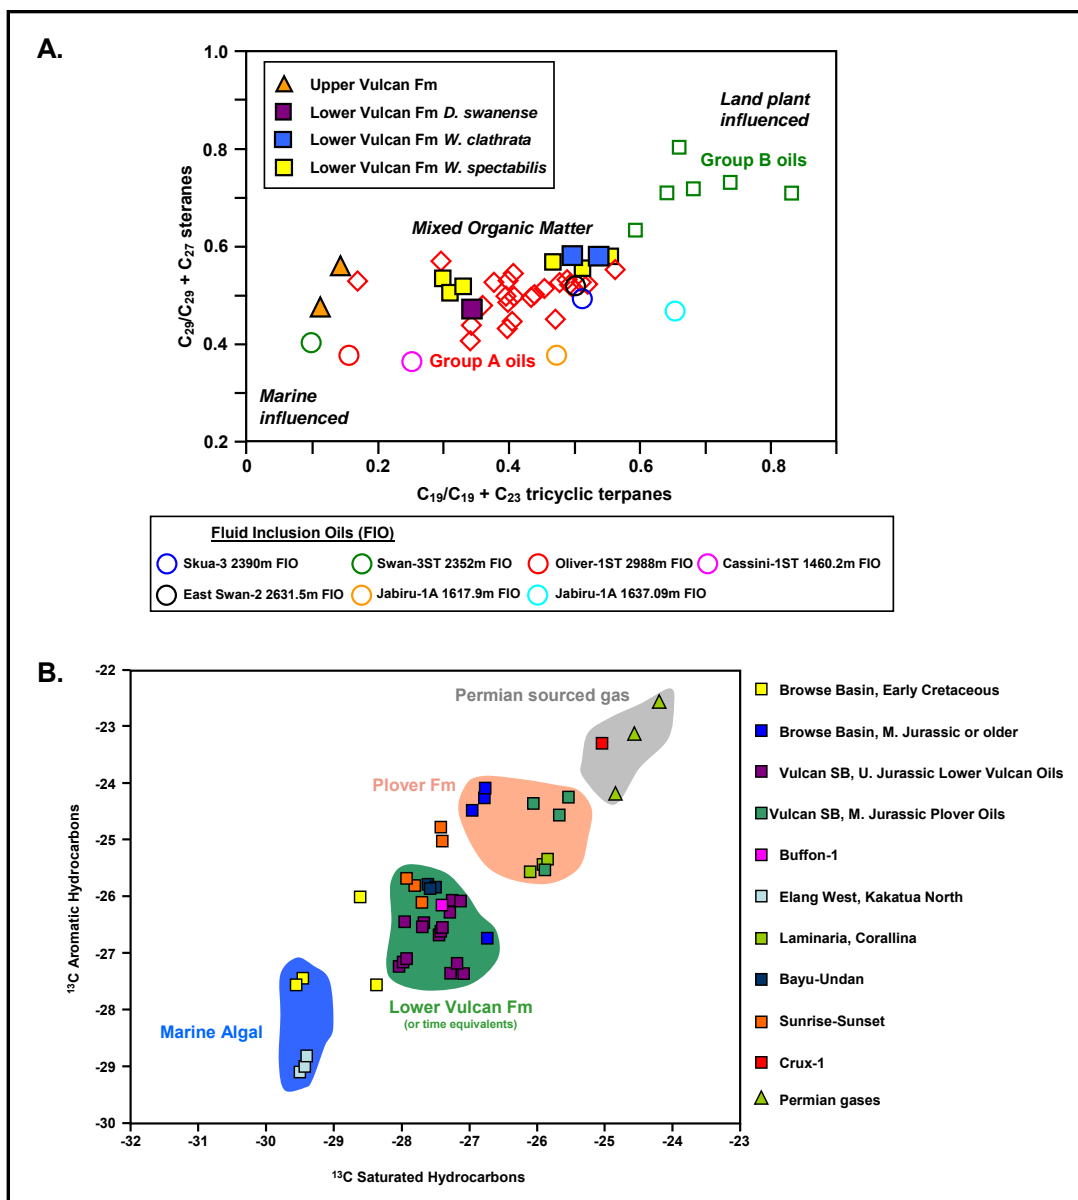 A.
1.0
0.8
0.6
0.4
0.2
0
0.2
0.4
0.6
0.8
C29/C29 + C27 steranes
C19/C19 + C23 tricyclic terpanes
Upper Vulcan Fm
Lower Vulcan Fm D. swanense
Lower Vulcan Fm W. clathrata
Lower Vulcan Fm W. spectabilis
Land plant
influenced
Group B oils
Mixed Organic Matter
Group A oils
Marine
influenced
Fluid Inclusion Oils (FIO)
Skua-3 2390m FIO
Swan-3ST 2352m FIO
Oliver-1ST 2988m FIO
Cassini-1ST 1460.2m FIO
East Swan-2 2631.5m FIO
Jabiru-1A 1617.9m FIO
Jabiru-1A 1637.09m FIO
B.
-22
-23
-24
-25
-26
-27
-28
-29
-30
-32
-31
-30
-29
-28
-27
-26
-25
-24
-23
13C Aromatic Hydrocarbons
13C Saturated Hydrocarbons
Permian sourced gas
Plover Fm
Lower Vulcan Fm
(or time equivalents)
Marine Algal
Browse Basin, Early Cretaceous
Browse Basin, M. Jurassic or older
Vulcan SB, U. Jurassic Lower Vulcan Oils
Vulcan SB, M. Jurassic Plover Oils
Buffon-1
Elang West, Kakatua North
Laminaria, Corallina
Bayu-Undan
Sunrise-Sunset
Crux-1
Permian gases